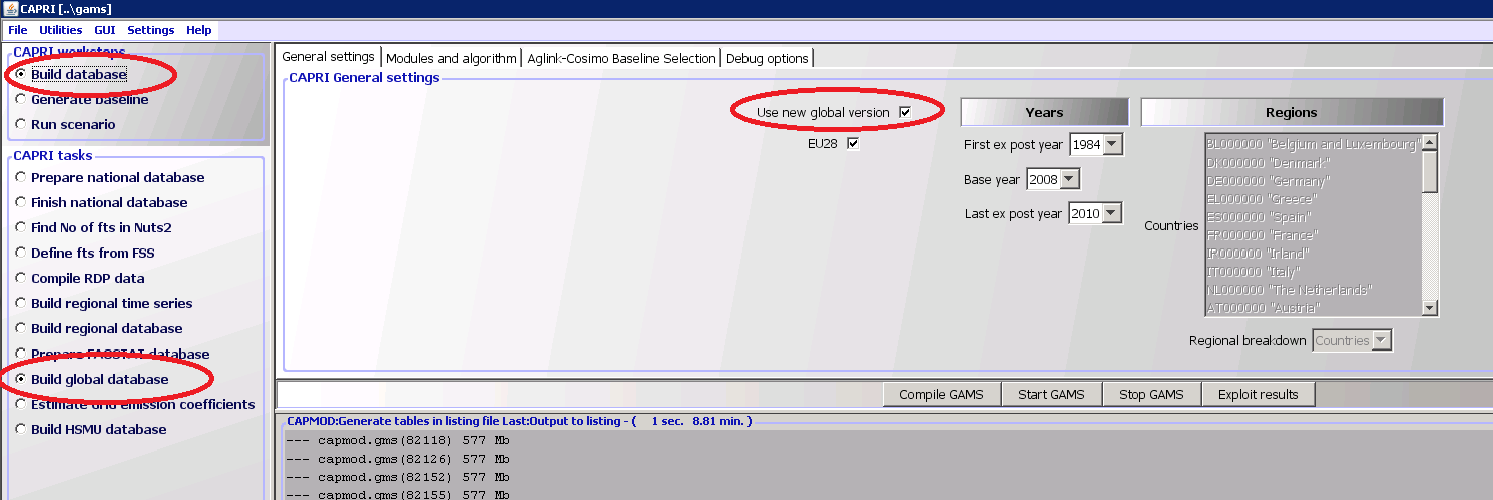 CAPRI [..\gams]
File Utilities GUI Settings Help
CAPRI worksteps
Build database
Generate baseline
Run scenario
CAPRI tasks
Prepare national database
Finish national database
Find No of fts in Nuts2
Define fts from FSS
Compile RDP data
Build regional time series
Build regional database
Prepare FAOSTAT database
Build global database
Estimate Grid emission coefficients
Build HSMU database
General settings Modules and algorithm Aglink-Cosimo Baseline Selection Debug options
CAPRI General settings
Use new global version
EU28
Years
First ex post year 1984
Base year 2008
Last ex post year 2010
Regions
Countries
BL000000 "Belgium and Luxembourg"
DK000000 "Denmark"
DE000000 "Germany"
EL000000 "Greece"
ES000000 "Spain"
FR000000 "France"
IR000000 "Irland"
IT000000 "Italy"
NL000000 "The Netherlands"
AT000000 "Austria"
Regional breakdown Countries
Compile GAMS Start GAMS Stop GAMS Exploit results
CAPMOD:Generate tables in listing file Last:Output to listing - ( 1 sec. 8.81 min. )
--- capmod.gms(82118) 577 Mb
--- capmod.gms(82126) 577 Mb
--- capmod.gms(82152) 577 Mb
--- capmod.gms(82155) 577 Mb